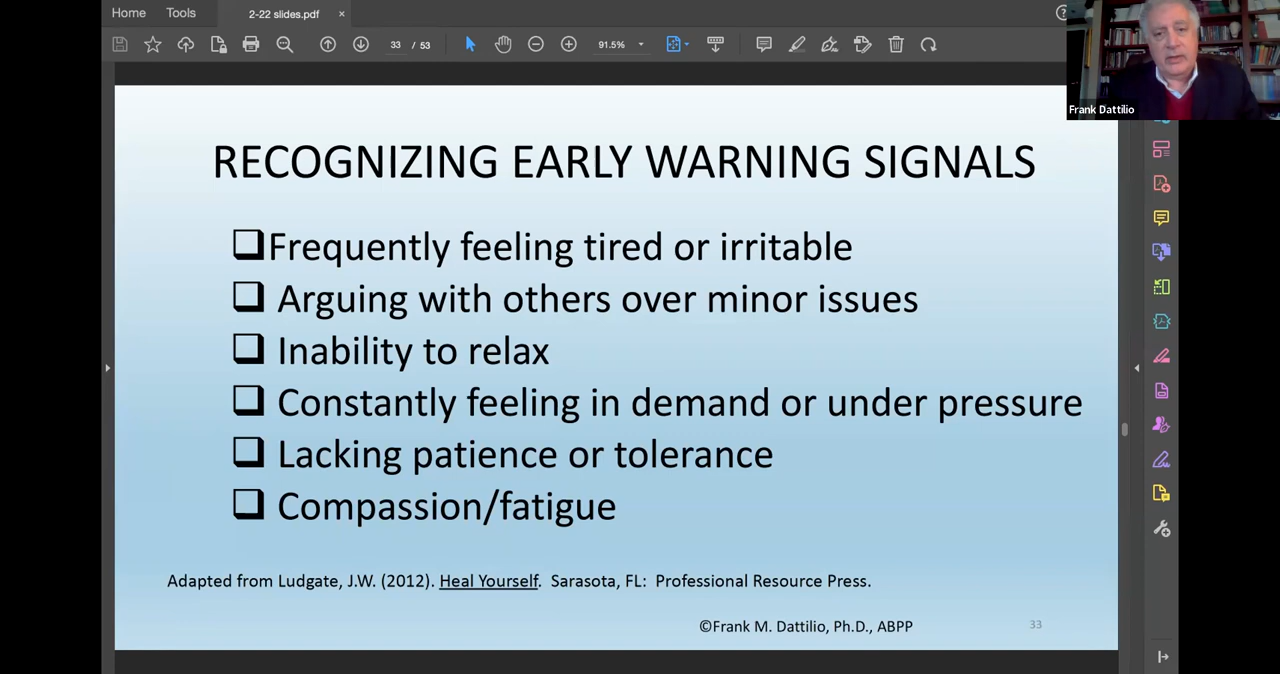 Home Tools 2-22 slides.pdf ×
33 / 53 91.5%
Frank Dattilio
RECOGNIZING EARLY WARNING SIGNALS
❑Frequently feeling tired or irritable
❑ Arguing with others over minor issues
❑ Inability to relax
❑ Constantly feeling in demand or under pressure
❑ Lacking patience or tolerance
❑ Compassion/fatigue
Adapted from Ludgate, J.W. (2012). Heal Yourself. Sarasota, FL: Professional Resource Press.
©Frank M. Dattilio, Ph.D., ABPP 33